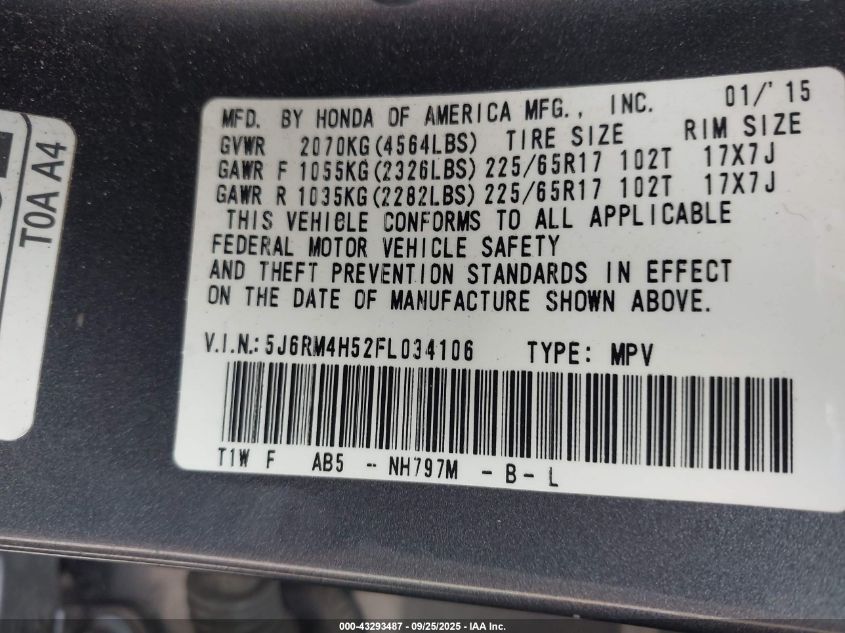 T0A A4
MFD. BY HONDA OF AMERICA MFG., INC. 01/'15
GVWR 2070KG(4564LBS) TIRE SIZE RIM SIZE
GAWR F 1055KG(2326LBS) 225/65R17 102T 17X7J
GAWR R 1035KG(2282LBS) 225/65R17 102T 17X7J
THIS VEHICLE CONFORMS TO ALL APPLICABLE
FEDERAL MOTOR VEHICLE SAFETY
AND THEFT PREVENTION STANDARDS IN EFFECT
ON THE DATE OF MANUFACTURE SHOWN ABOVE.
V.I.N.: 5J6RM4H52FL034106 TYPE: MPV
T1W F AB5 -- NH797M - B - L
000-43293487 - 09/25/2025 - IAA Inc.